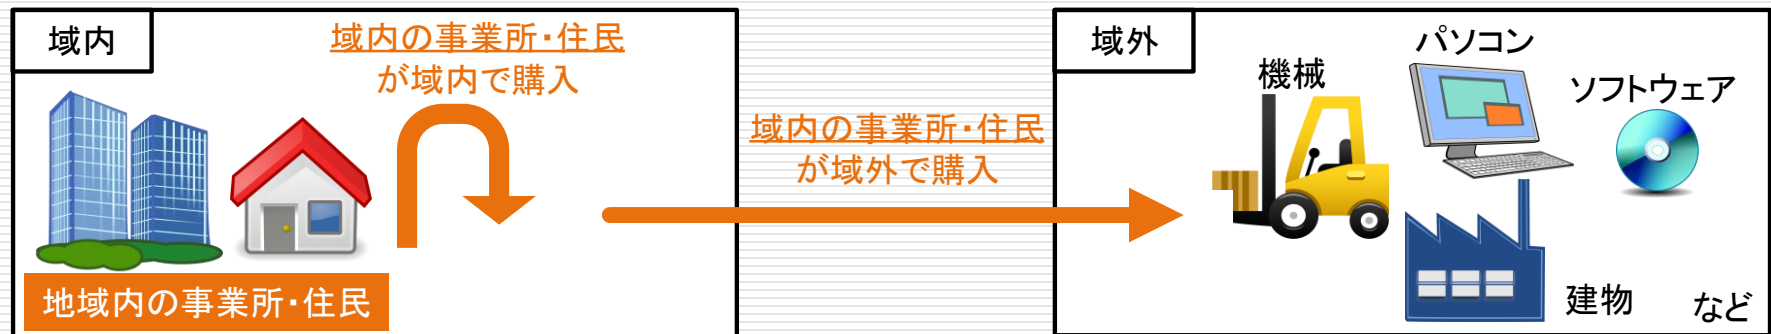 域内
域内の事業所・住民
が域内で購入
地域内の事業所・住民
域内の事業所・住民
が域外で購入
域外
機械
パソコン
ソフトウェア
建物
など